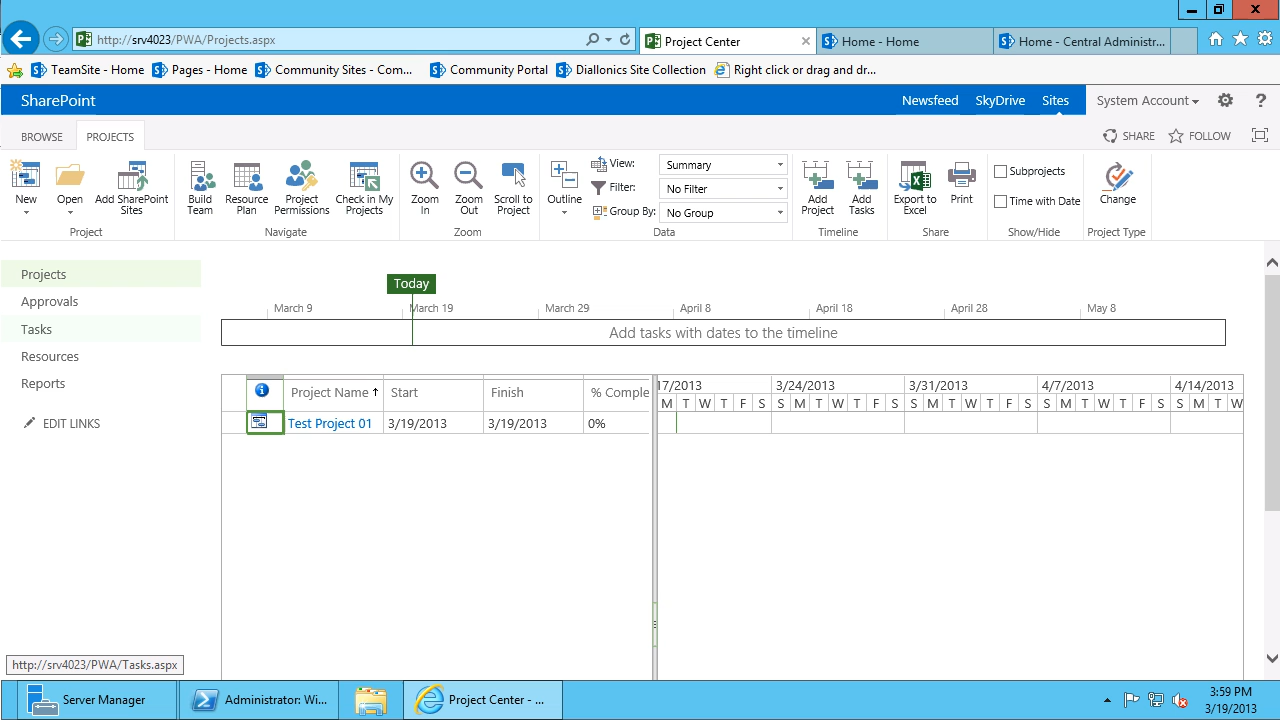 http://srv4023/PWA/Projects.aspx
Project Center
Home - Home
Home - Central Administr...
TeamSite - Home
Pages - Home
Community Sites - Com...
Community Portal
Diallonics Site Collection
Right click or drag and dr...
SharePoint
Newsfeed
SkyDrive
Sites
System Account
?
BROWSE
PROJECTS
SHARE
FOLLOW
New
Open
Add SharePoint
Sites
Project
Build
Team
Resource
Plan
Project
Permissions
Check in My
Projects
Navigate
Zoom
In
Zoom
Out
Scroll to
Project
Zoom
Outline
View:
Summary
Filter:
No Filter
Group By:
No Group
Data
Add
Project
Add
Tasks
Timeline
Export to
Excel
Print
Share
Subprojects
Time with Date
Show/Hide
Change
Project Type
Projects
Approvals
Tasks
Resources
Reports
EDIT LINKS
Today
March 9
March 19
March 29
April 8
April 18
April 28
May 8
Add tasks with dates to the timeline
Project Name
Start
Finish
% Comple
17/2013
3/24/2013
3/31/2013
4/7/2013
4/14/2013
M T W T F S S M T W T F S S M T W T F S S M T W T F S S M T W
Test Project 01
3/19/2013
3/19/2013
0%
http://srv4023/PWA/Tasks.aspx
Server Manager
Administrator: Wi...
Project Center - ...
3:59 PM
3/19/2013